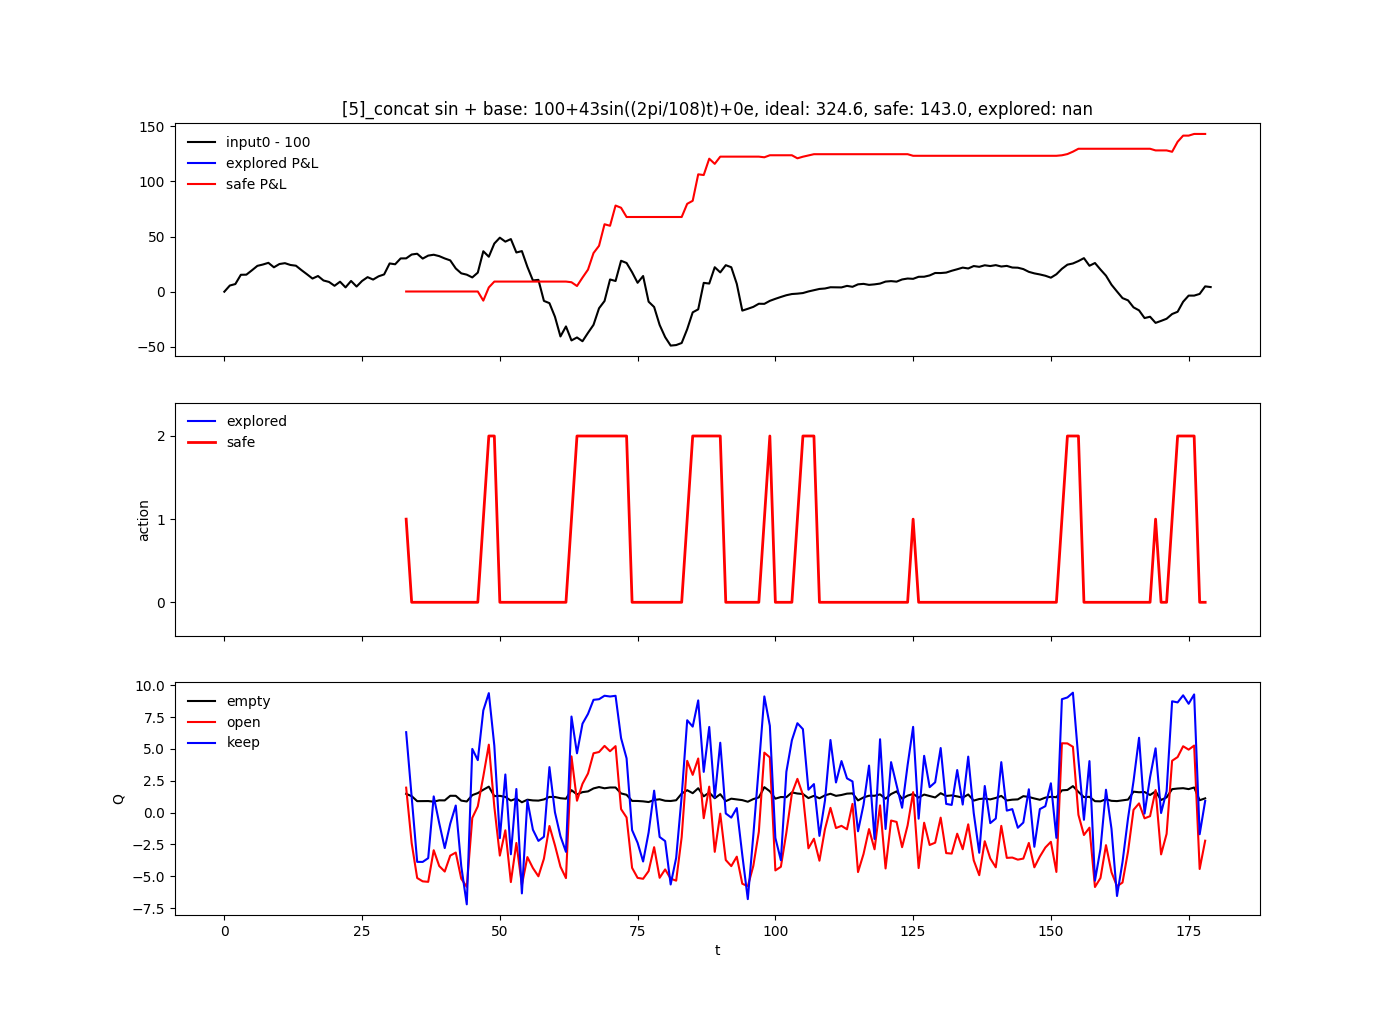 [5]_concat sin + base: 100+43sin((2pi/108)t)+0e, ideal: 324.6, safe: 143.0, explored: nan
150
100
50
0
−50
input0 - 100
explored P&L
safe P&L
action
2
1
0
explored
safe
Q
10.0
7.5
5.0
2.5
0.0
−2.5
−5.0
−7.5
empty
open
keep
0 25 50 75 100 125 150 175
t